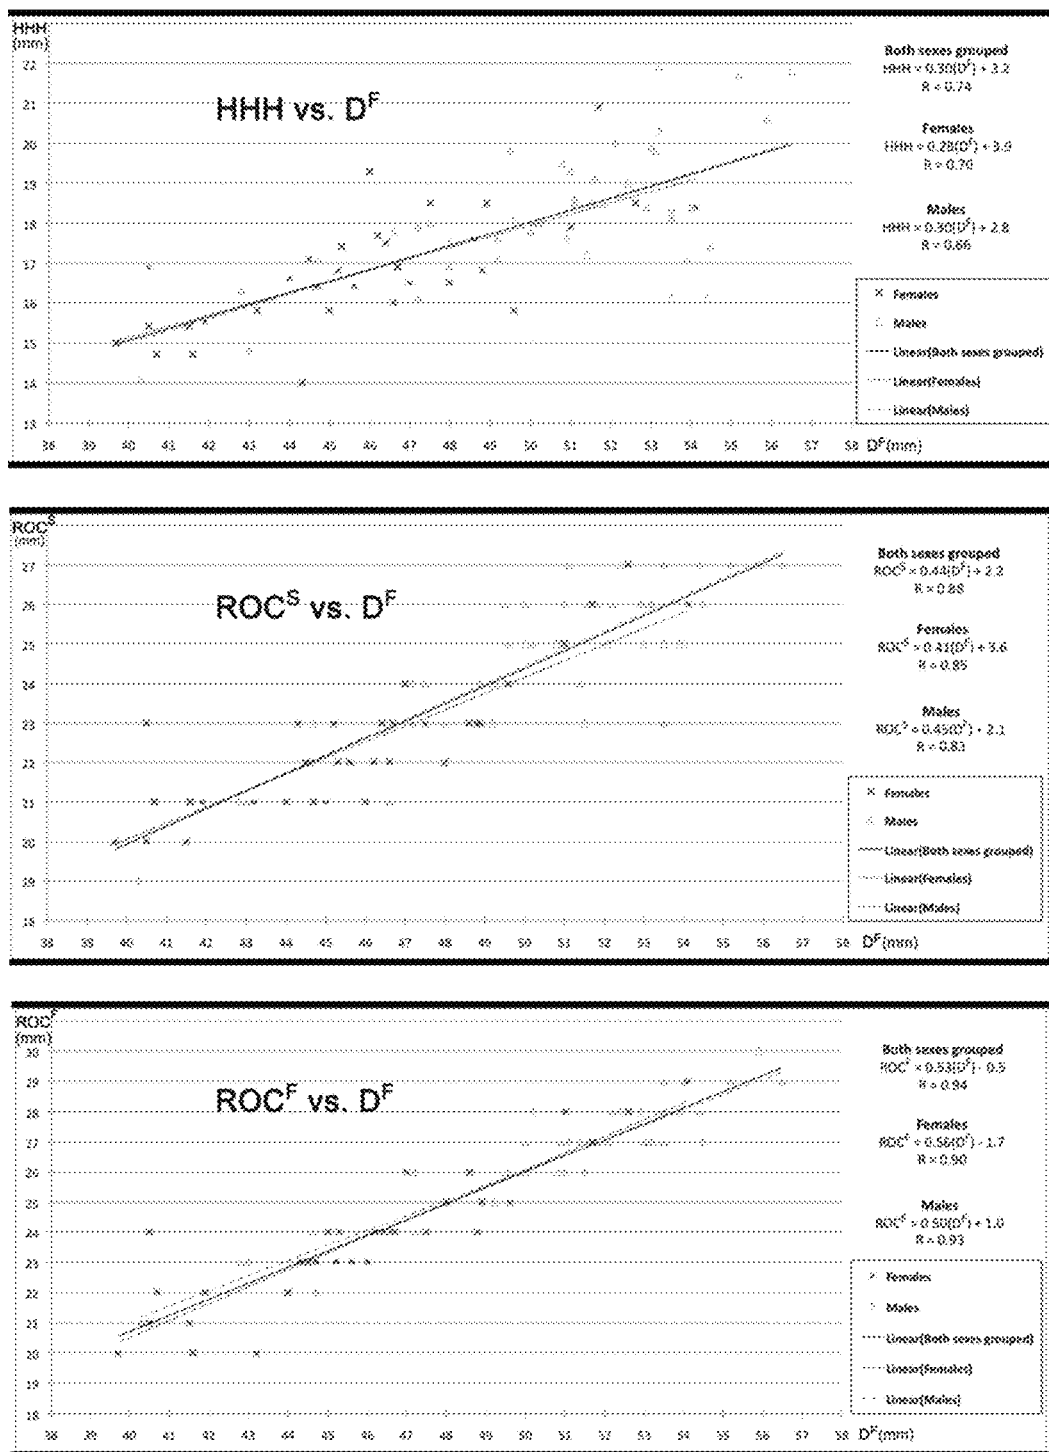 HHH
(mm)
HHH vs. D^F
22
21
20
19
18
17
16
15
14
13
38 39 40 41 42 43 44 45 46 47 48 49 50 51 52 53 54 55 56 57 58 D^F(mm)
Both sexes grouped
HHH = 0.30(D^F) + 3.2
R = 0.74
Females
HHH = 0.28(D^F) + 3.9
R = 0.70
Males
HHH = 0.30(D^F) + 2.8
R = 0.66
Females
Males
Linear(Both sexes grouped)
Linear(Females)
Linear(Males)
ROC^S
(mm)
ROC^S vs. D^F
27
26
25
24
23
22
21
20
19
18
38 39 40 41 42 43 44 45 46 47 48 49 50 51 52 53 54 55 56 57 58 D^F(mm)
Both sexes grouped
ROC^S = 0.44(D^F) + 2.2
R = 0.88
Females
ROC^S = 0.41(D^F) + 3.6
R = 0.85
Males
ROC^S = 0.45(D^F) + 2.1
R = 0.83
Females
Males
Linear(Both sexes grouped)
Linear(Females)
Linear(Males)
ROC^F
(mm)
ROC^F vs. D^F
30
29
28
27
26
25
24
23
22
21
20
19
18
38 39 40 41 42 43 44 45 46 47 48 49 50 51 52 53 54 55 56 57 58 D^F(mm)
Both sexes grouped
ROC^F = 0.53(D^F) - 0.5
R = 0.94
Females
ROC^F = 0.56(D^F) - 1.7
R = 0.90
Males
ROC^F = 0.50(D^F) + 1.0
R = 0.93
Females
Males
Linear(Both sexes grouped)
Linear(Females)
Linear(Males)